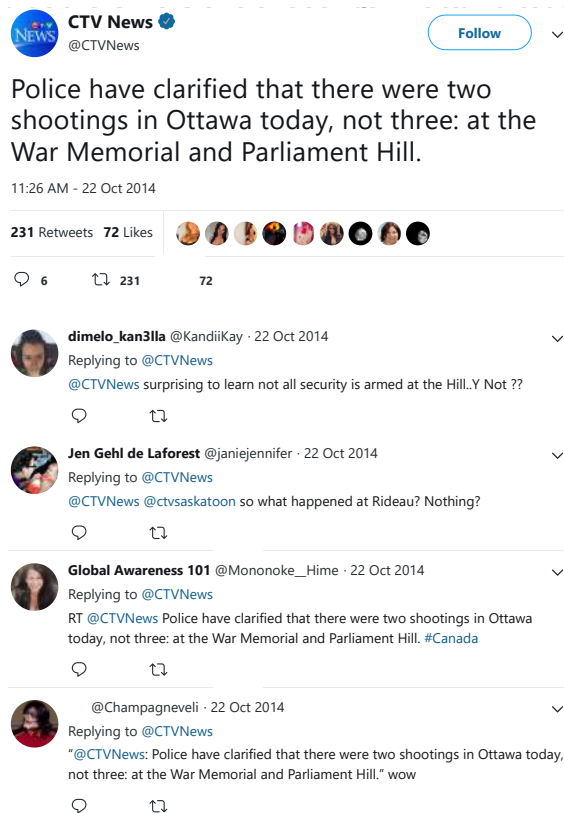 NEWS
CTV News
@CTVNews
Follow
Police have clarified that there were two
shootings in Ottawa today, not three: at the
War Memorial and Parliament Hill.
11:26 AM - 22 Oct 2014
231 Retweets 72 Likes
6 231 72
dimelo_kan3lla @KandiiKay · 22 Oct 2014
Replying to @CTVNews
@CTVNews surprising to learn not all security is armed at the Hill..Y Not ??
Jen Gehl de Laforest @janiejennifer · 22 Oct 2014
Replying to @CTVNews
@CTVNews @ctvsaskatoon so what happened at Rideau? Nothing?
Global Awareness 101 @Mononoke__Hime · 22 Oct 2014
Replying to @CTVNews
RT @CTVNews Police have clarified that there were two shootings in Ottawa
today, not three: at the War Memorial and Parliament Hill. #Canada
@Champagneveli · 22 Oct 2014
Replying to @CTVNews
“@CTVNews: Police have clarified that there were two shootings in Ottawa today,
not three: at the War Memorial and Parliament Hill.” wow